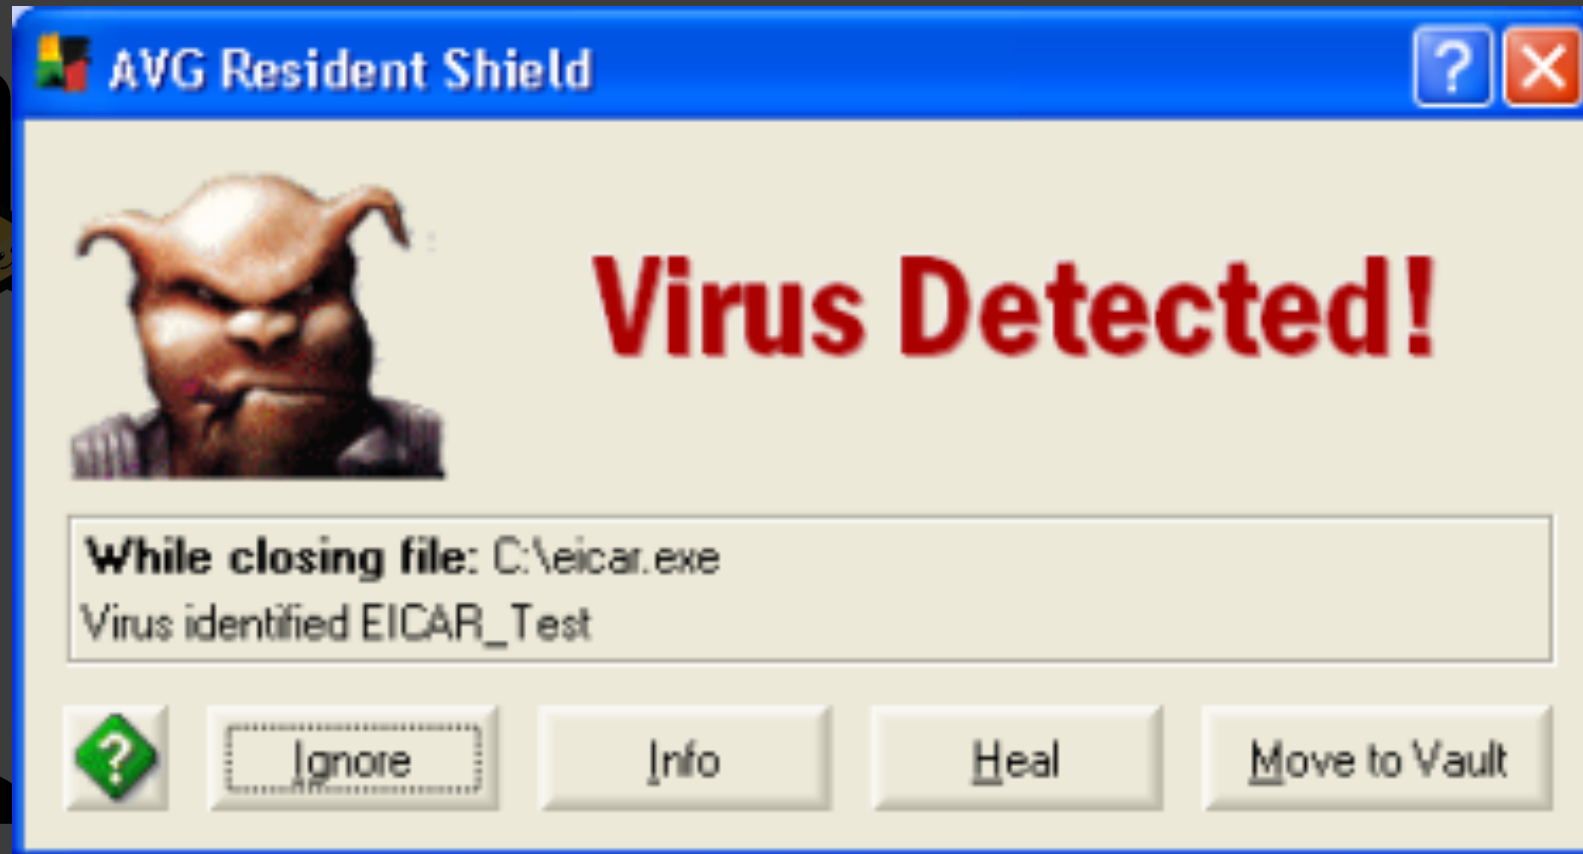 AVG Resident Shield
Virus Detected!
While closing file: C:\eicar.exe
Virus identified EICAR_Test
Ignore
Info
Heal
Move to Vault